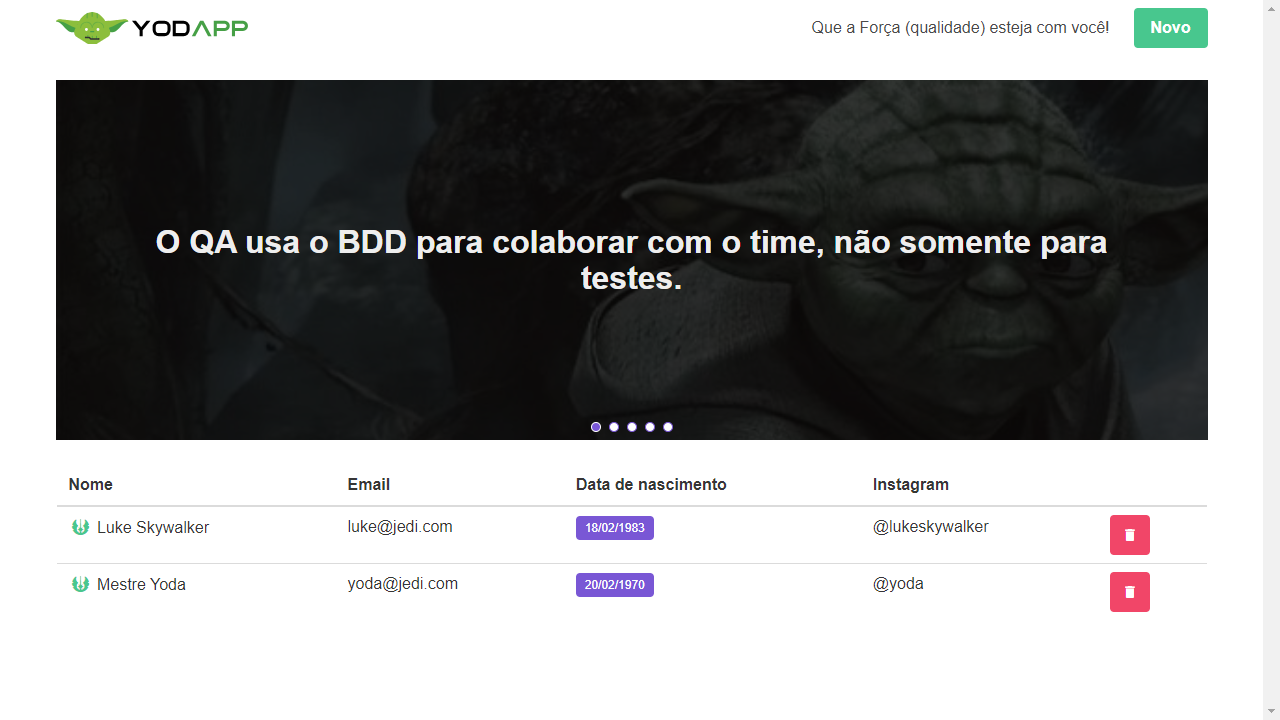 YODAPP
Que a Força (qualidade) esteja com você!
Novo
O QA usa o BDD para colaborar com o time, não somente para
testes.
Nome Email Data de nascimento Instagram
Luke Skywalker luke@jedi.com 18/02/1983 @lukeskywalker
Mestre Yoda yoda@jedi.com 20/02/1970 @yoda